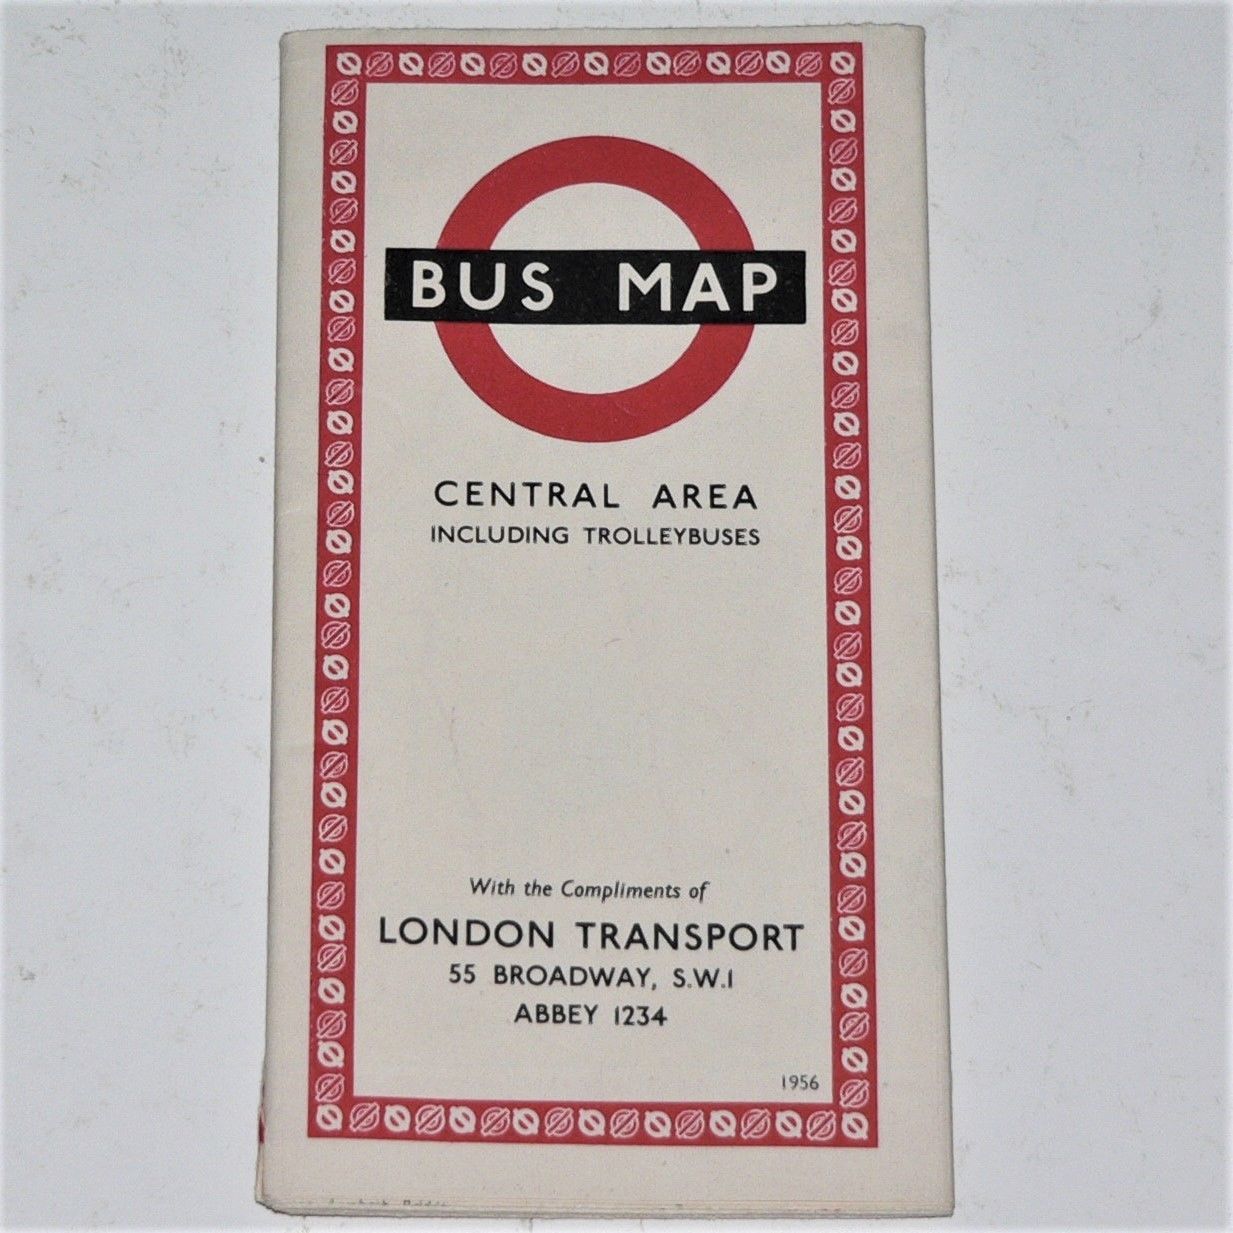 BUS MAP
CENTRAL AREA
INCLUDING TROLLEYBUSES
With the Compliments of
LONDON TRANSPORT
55 BROADWAY, S.W.1
ABBEY 1234
1956